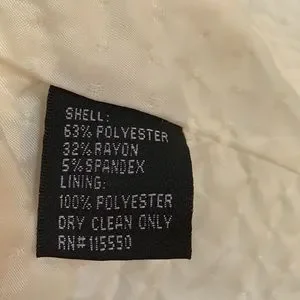 SHELL:
63% POLYESTER
32% RAYON
5% SPANDEX
LINING:
100% POLYESTER
DRY CLEAN ONLY
RN# 115550